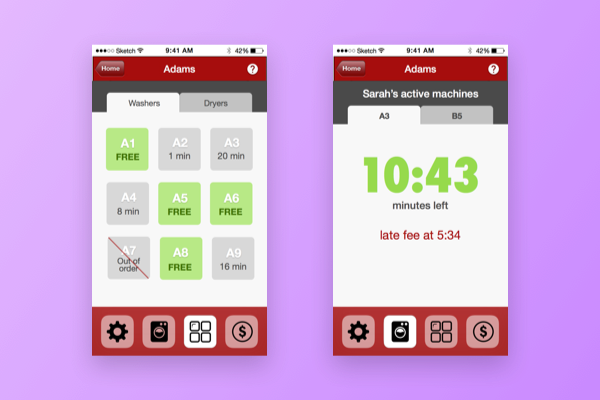 Sketch 9:41 AM 42%
Home Adams ?
Washers Dryers
A1 A2 A3
FREE 1 min 20 min
A4 A5 A6
8 min FREE FREE
A7 A8 A9
Out of
order FREE 16 min
$
Sketch 9:41 AM 42%
Home Adams ?
Sarah's active machines
A3 B5
10:43
minutes left
late fee at 5:34
$